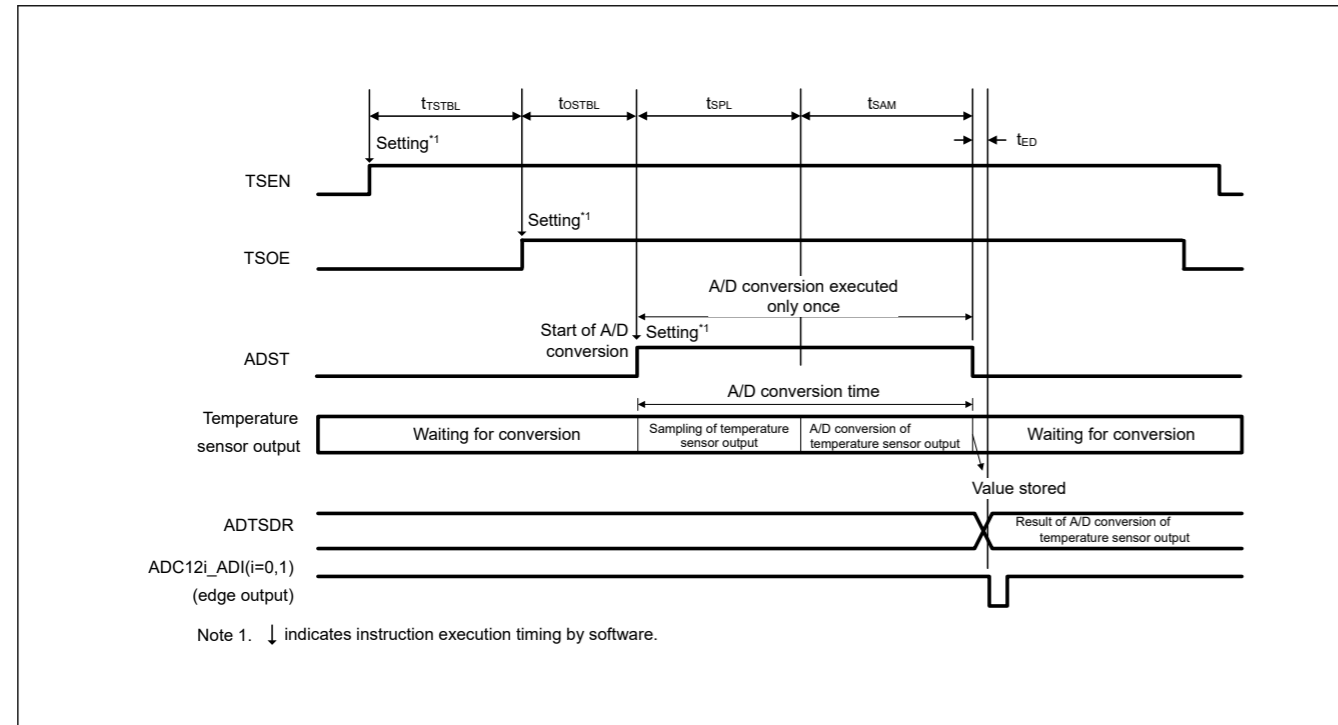 tTSTBL
tOSTBL
tSPL
tSAM
tED
Setting*1
TSEN
Setting*1
TSOE
A/D conversion executed
only once
Start of A/D
conversion
Setting*1
ADST
A/D conversion time
Temperature
sensor output
Waiting for conversion
Sampling of temperature
sensor output
A/D conversion of
temperature sensor output
Waiting for conversion
Value stored
ADTSDR
Result of A/D conversion of
temperature sensor output
ADC12i_ADI(i=0,1)
(edge output)
Note 1. ↓ indicates instruction execution timing by software.